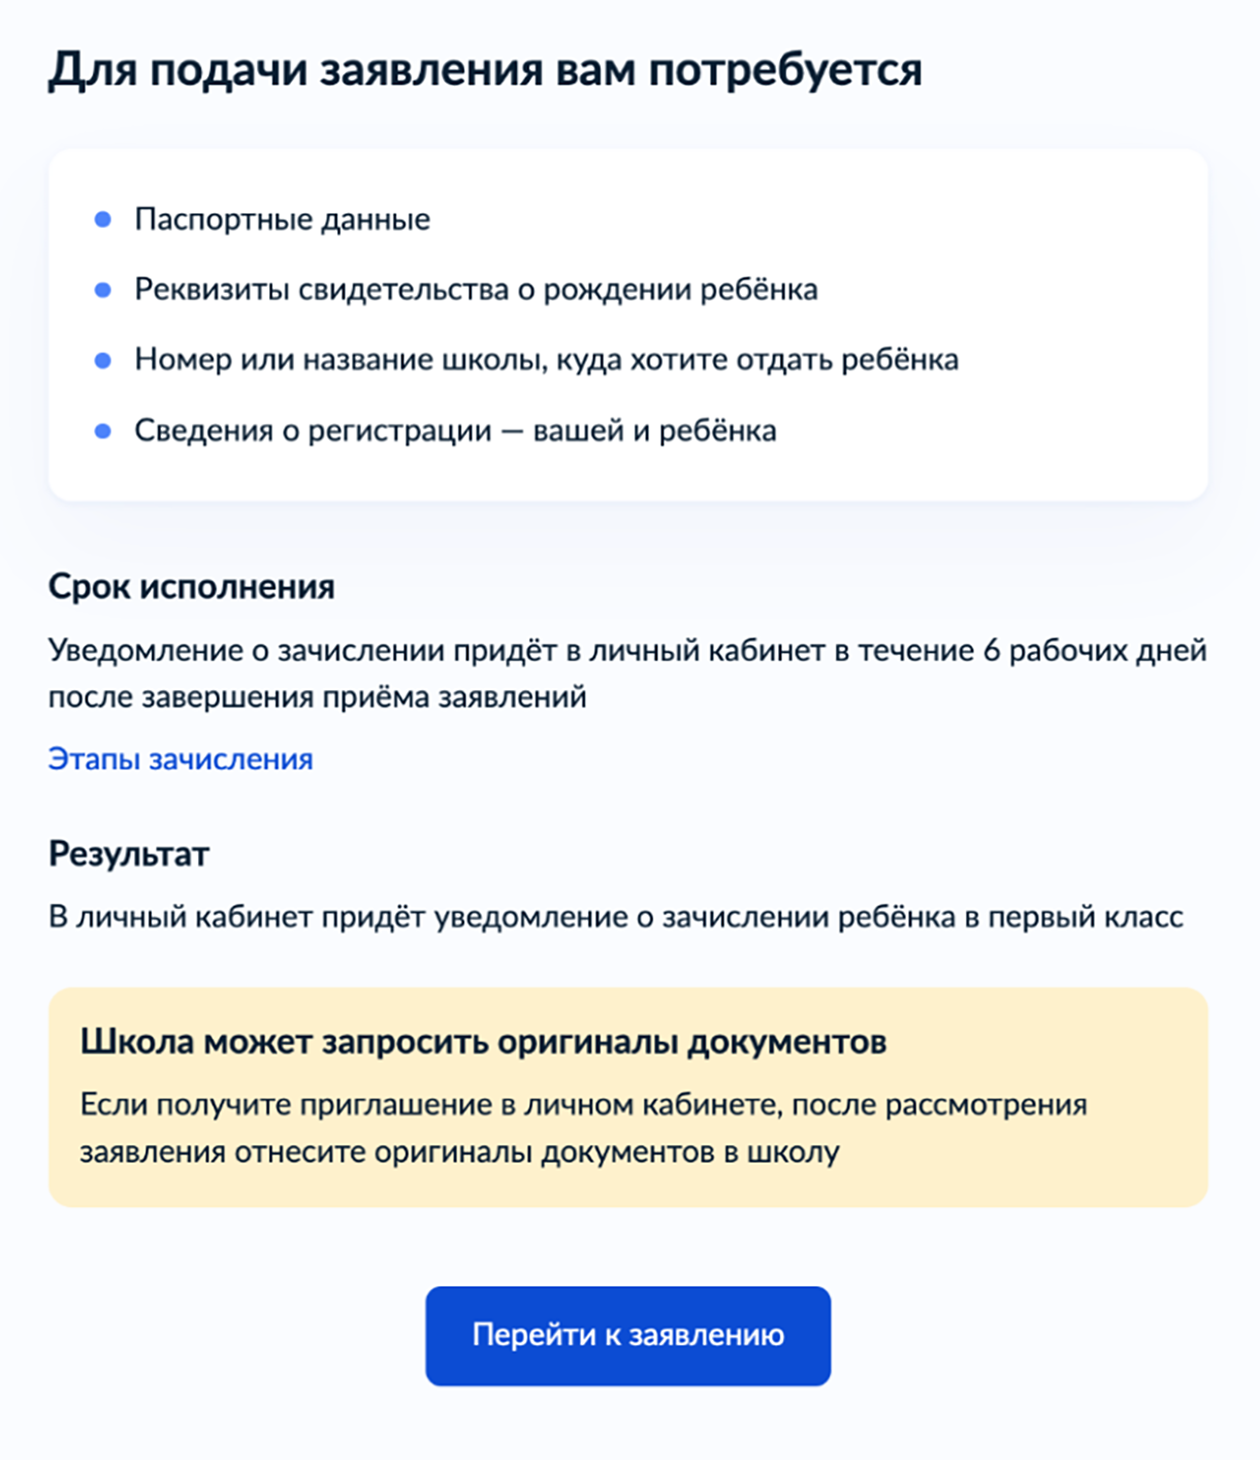 Для подачи заявления вам потребуется
Паспортные данные
Реквизиты свидетельства о рождении ребёнка
Номер или название школы, куда хотите отдать ребёнка
Сведения о регистрации — вашей и ребёнка
Срок исполнения
Уведомление о зачислении придёт в личный кабинет в течение 6 рабочих дней
после завершения приёма заявлений
Этапы зачисления
Результат
В личный кабинет придёт уведомление о зачислении ребёнка в первый класс
Школа может запросить оригиналы документов
Если получите приглашение в личном кабинете, после рассмотрения
заявления отнесите оригиналы документов в школу
Перейти к заявлению